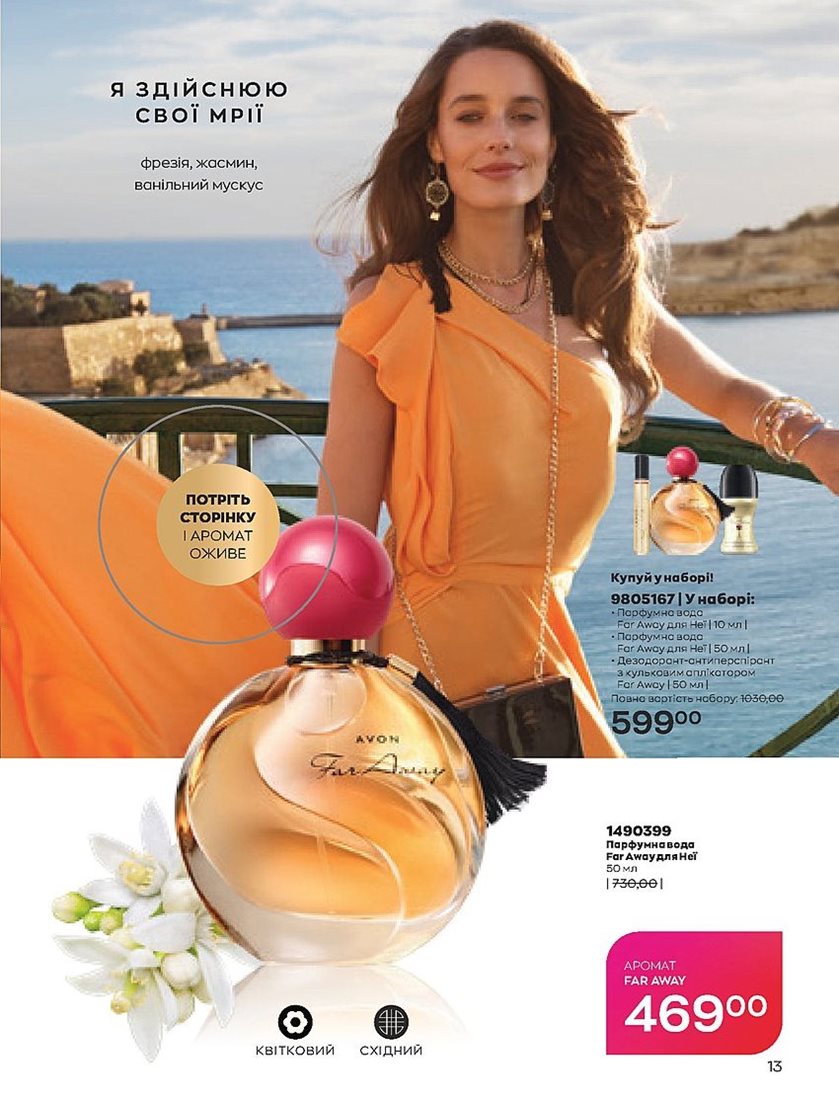 Я ЗДІЙСНЮЮ
СВОЇ МРІЇ
фрезія, жасмин,
ванільний мускус
ПОТРІТЬ
СТОРІНКУ
І АРОМАТ
ОЖИВЕ
Купуй у наборі!
9805167 | У наборі:
• Парфумна вода
Far Away для Неї | 10 мл |
• Парфумна вода
Far Away для Неї | 50 мл |
• Дезодорант-антиперспірант
з кульковим аплікатором
Far Away | 50 мл |
Повна вартість набору: 1030,00
599⁰⁰
AVON
Far Away
1490399
Парфумна вода
Far Away для Неї
50 мл
| 730,00 |
АРОМАТ
FAR AWAY
469⁰⁰
КВІТКОВИЙ
СХІДНИЙ
13